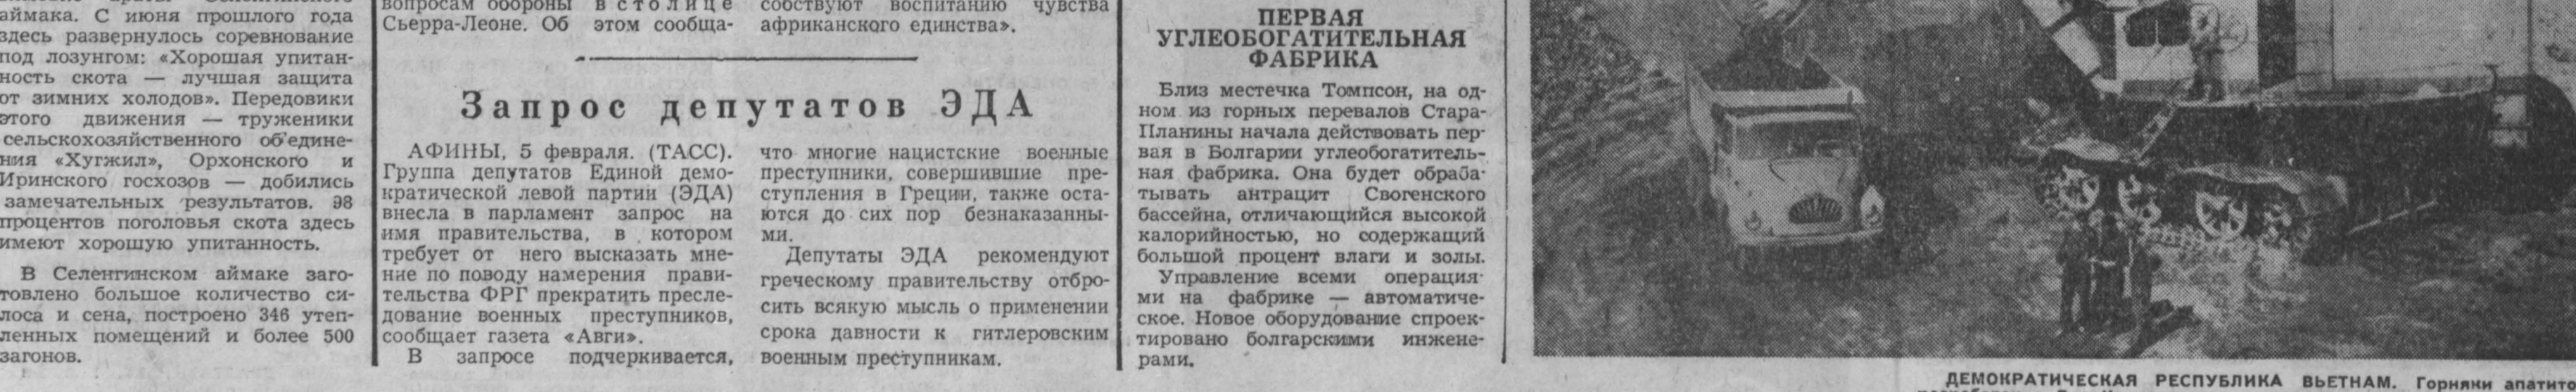 аймака. С июня прошлого года
здесь развернулось соревнование
под лозунгом: «Хорошая упитан-
ность скота — лучшая защита
от зимних холодов». Передовики
этого движения — труженики
сельскохозяйственного об'едине-
ния «Хугжил», Орхонского и
Иринского госхозов — добились
замечательных результатов. 98
процентов поголовья скота здесь
имеют хорошую упитанность.
В Селенгинском аймаке заго-
товлено большое количество си-
лоса и сена, построено 346 утеп-
ленных помещений и более 500
загонов.
вопросам обороны в столице
Сьерра-Леоне. Об этом сообща-
собствуют воспитанию чувства
африканского единства».
Запрос депутатов ЭДА
АФИНЫ, 5 февраля. (ТАСС).
Группа депутатов Единой демо-
кратической левой партии (ЭДА)
внесла в парламент запрос на
имя правительства, в котором
требует от него высказать мне-
ние по поводу намерения прави-
тельства ФРГ прекратить пресле-
дование военных преступников,
сообщает газета «Авги».
В запросе подчеркивается,
что многие нацистские военные
преступники, совершившие пре-
ступления в Греции, также оста-
ются до сих пор безнаказанны-
ми.
Депутаты ЭДА рекомендуют
греческому правительству отбро-
сить всякую мысль о применении
срока давности к гитлеровским
военным преступникам.
ПЕРВАЯ
УГЛЕОБОГАТИТЕЛЬНАЯ
ФАБРИКА
Близ местечка Томпсон, на од-
ном из горных перевалов Стара-
Планины начала действовать пер-
вая в Болгарии углеобогатитель-
ная фабрика. Она будет обраба-
тывать антрацит Свогенского
бассейна, отличающийся высокой
калорийностью, но содержащий
большой процент влаги и золы.
Управление всеми операция-
ми на фабрике — автоматиче-
ское. Новое оборудование спроек-
тировано болгарскими инжене-
рами.
ДЕМОКРАТИЧЕСКАЯ РЕСПУБЛИКА ВЬЕТНАМ. Горняки апатито